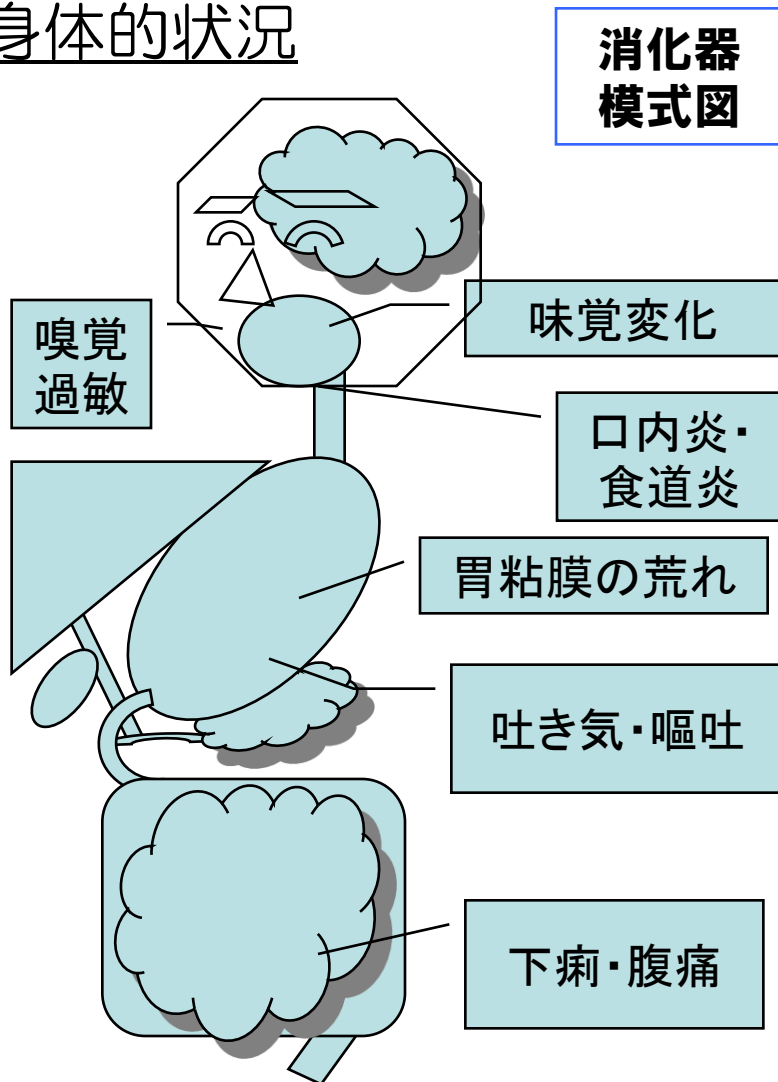 身体的状況
消化器
模式図
嗅覚
過敏
味覚変化
口内炎・
食道炎
胃粘膜の荒れ
吐き気・嘔吐
下痢・腹痛